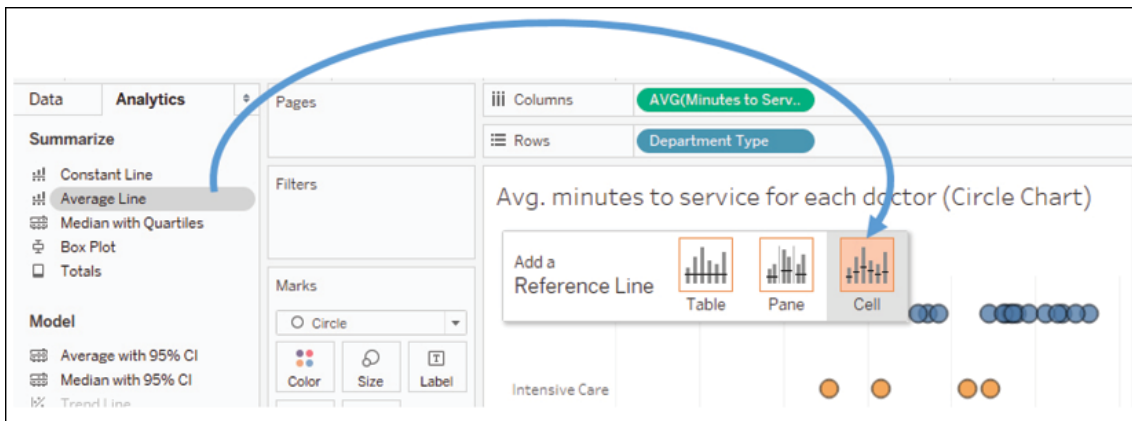 Data Analytics
Summarize
Constant Line
Average Line
Median with Quartiles
Box Plot
Totals
Model
Average with 95% CI
Median with 95% CI
Trend Line
Pages
Filters
Marks
Circle
Color Size Label
Columns AVG(Minutes to Serv..
Rows Department Type
Avg. minutes to service for each doctor (Circle Chart)
Add a
Reference Line
Table Pane Cell
Intensive Care